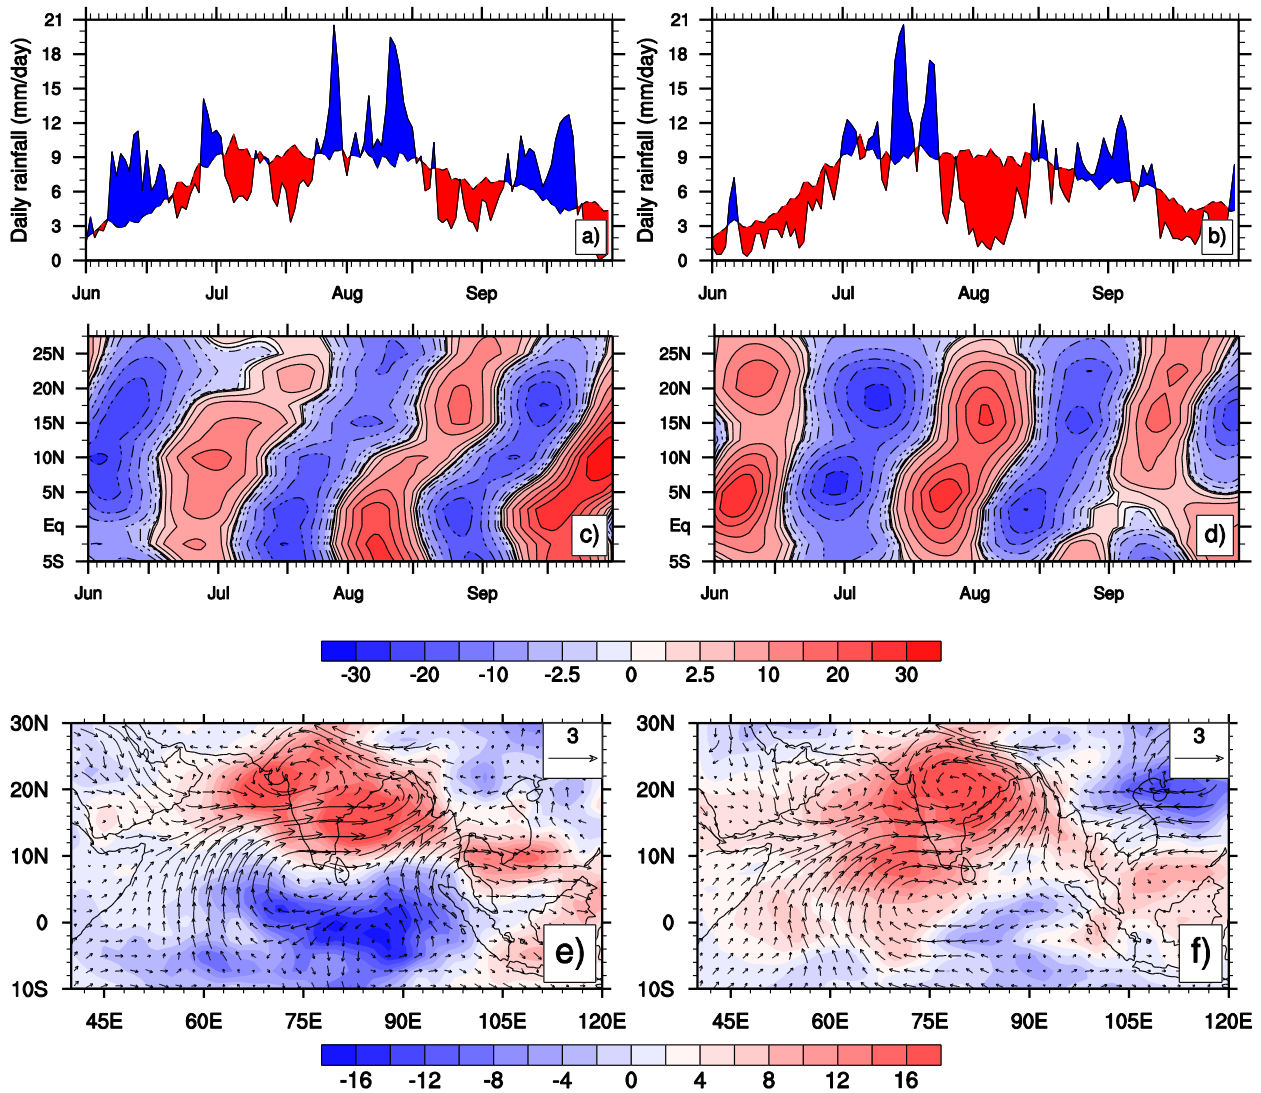 21
18
15
12
9
6
3
0
Daily rainfall (mm/day)
a)
Jun Jul Aug Sep
21
18
15
12
9
6
3
0
Daily rainfall (mm/day)
b)
Jun Jul Aug Sep
25N
20N
15N
10N
5N
Eq
5S
c)
Jun Jul Aug Sep
25N
20N
15N
10N
5N
Eq
5S
d)
Jun Jul Aug Sep
-30 -20 -10 -2.5 0 2.5 10 20 30
30N
20N
10N
0
10S
3
e)
45E 60E 75E 90E 105E 120E
30N
20N
10N
0
10S
3
f)
45E 60E 75E 90E 105E 120E
-16 -12 -8 -4 0 4 8 12 16